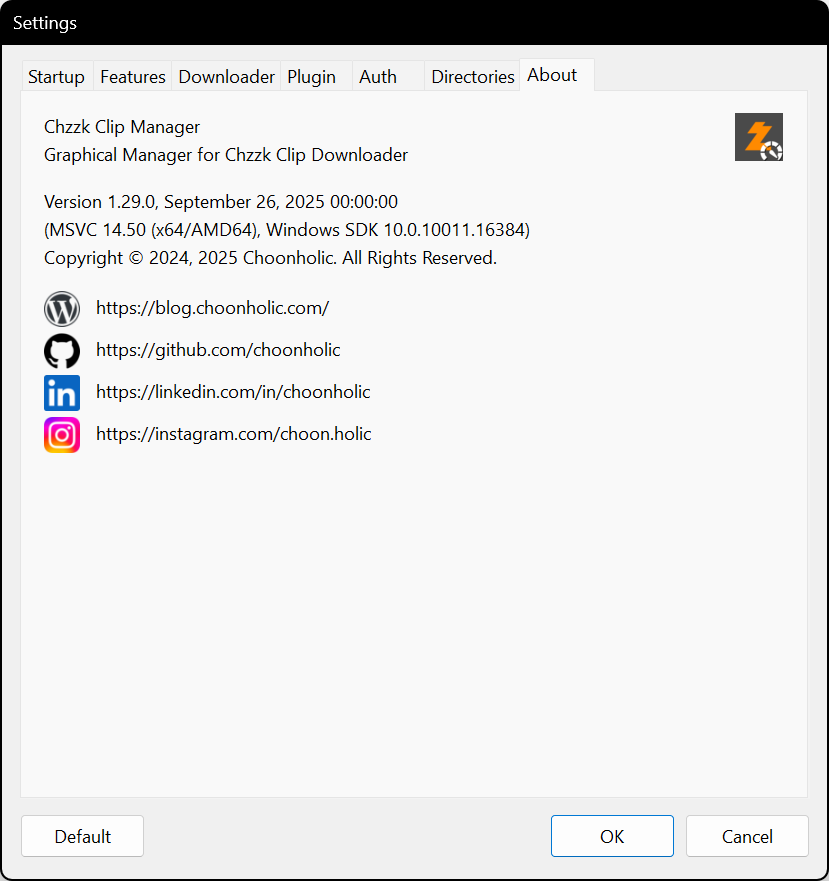 Settings
Startup Features Downloader Plugin Auth Directories About
Chzzk Clip Manager
Graphical Manager for Chzzk Clip Downloader
Version 1.29.0, September 26, 2025 00:00:00
(MSVC 14.50 (x64/AMD64), Windows SDK 10.0.10011.16384)
Copyright © 2024, 2025 Choonholic. All Rights Reserved.
https://blog.choonholic.com/
https://github.com/choonholic
https://linkedin.com/in/choonholic
https://instagram.com/choon.holic
Default OK Cancel